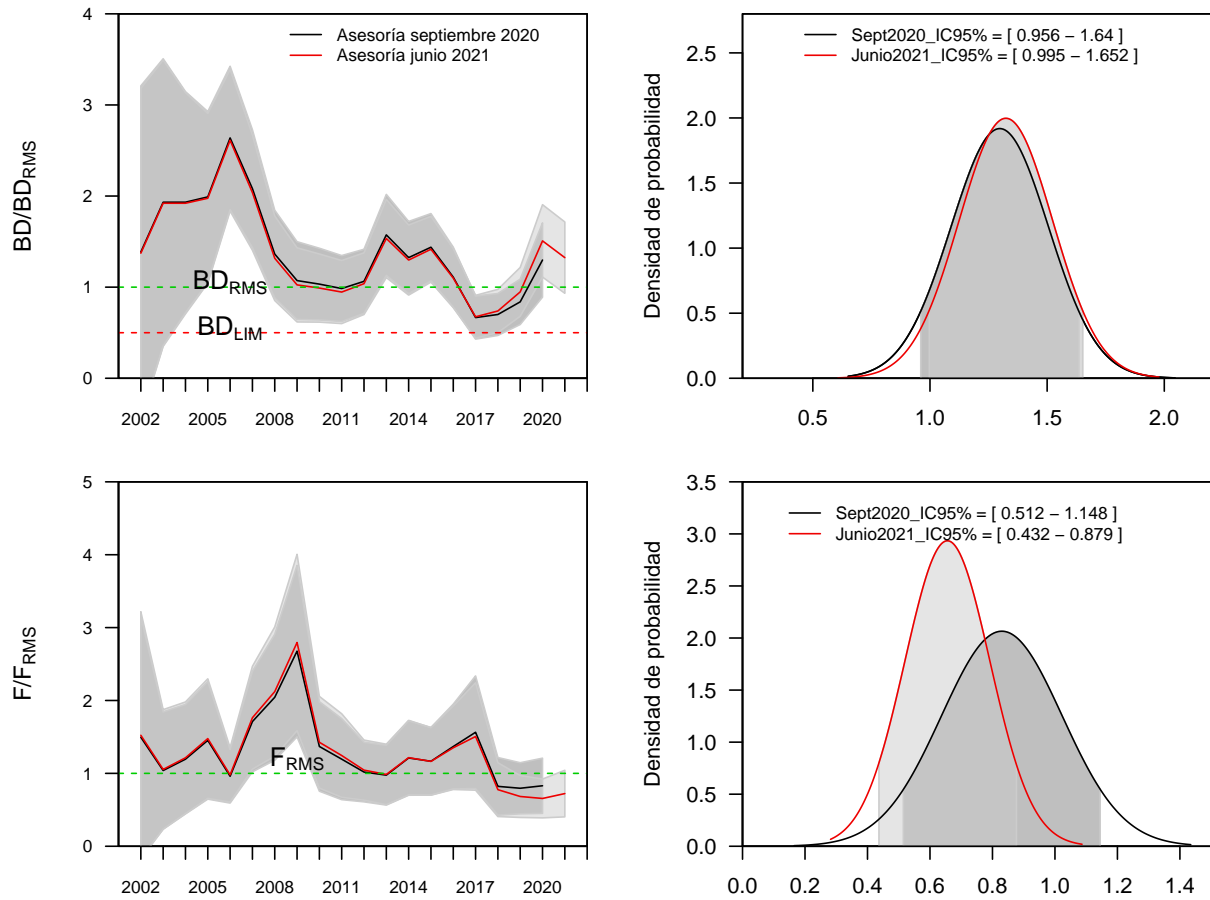 Asesoría septiembre 2020
Asesoría junio 2021
BD/BD_RMS
4
3
2
1
0
BD_RMS
BD_LIM
2002 2005 2008 2011 2014 2017 2020
Sept2020_IC95% = [ 0.956 − 1.64 ]
Junio2021_IC95% = [ 0.995 − 1.652 ]
Densidad de probabilidad
2.5
2.0
1.5
1.0
0.5
0.0
0.5 1.0 1.5 2.0
F/F_RMS
5
4
3
2
1
0
F_RMS
2002 2005 2008 2011 2014 2017 2020
Sept2020_IC95% = [ 0.512 − 1.148 ]
Junio2021_IC95% = [ 0.432 − 0.879 ]
Densidad de probabilidad
3.5
3.0
2.5
2.0
1.5
1.0
0.5
0.0
0.0 0.2 0.4 0.6 0.8 1.0 1.2 1.4